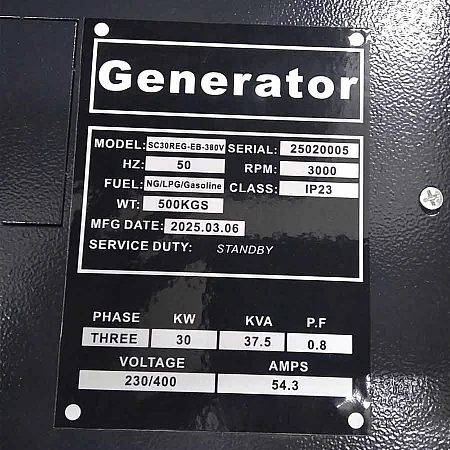 Generator
MODEL: SC30REG-EB-380V SERIAL: 25020005
HZ: 50 RPM: 3000
FUEL: NG/LPG/Gasoline CLASS: IP23
WT: 500KGS
MFG DATE: 2025.03.06
SERVICE DUTY: STANDBY
PHASE KW KVA P.F
THREE 30 37.5 0.8
VOLTAGE AMPS
230/400 54.3